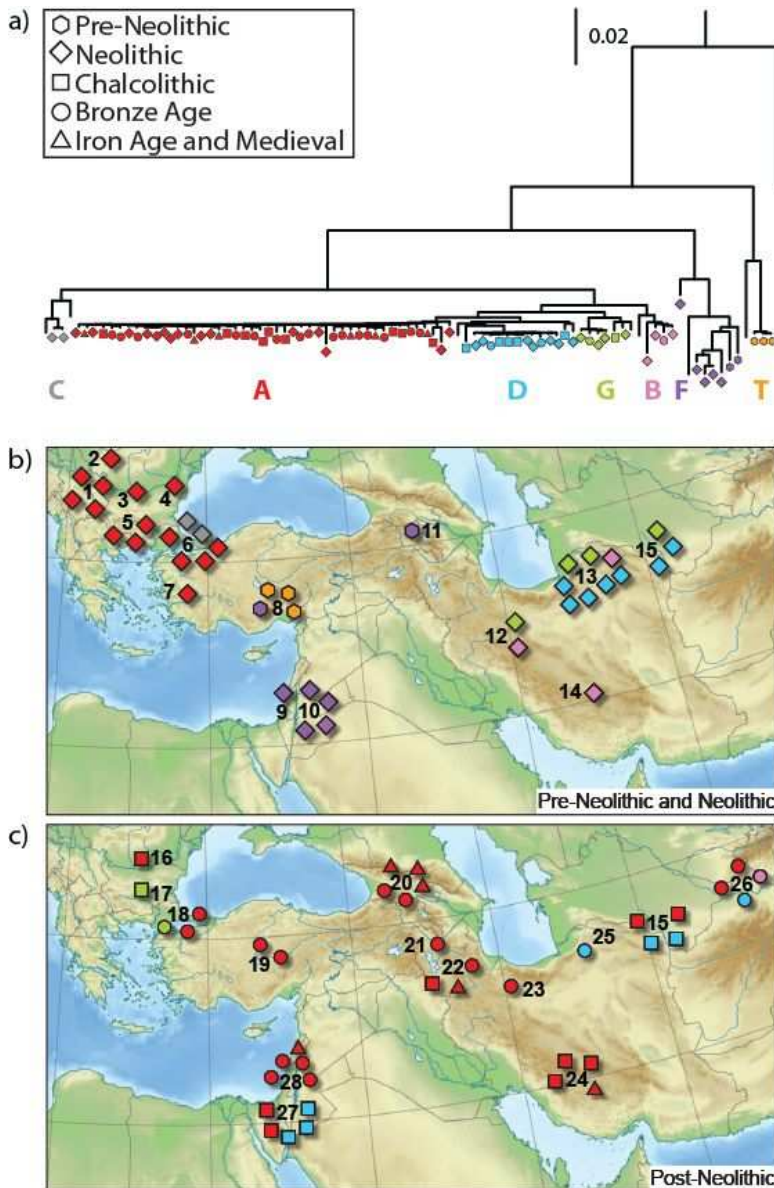 a)
Pre-Neolithic
Neolithic
Chalcolithic
Bronze Age
Iron Age and Medieval
0.02
C A D G B F T
b)
2
1 3 4
5 6
7
8
11
9 10
12
13
15
14
Pre-Neolithic and Neolithic
c)
16
17
18
19
20
21
22
23
25
15
26
24
28
27
Post-Neolithic